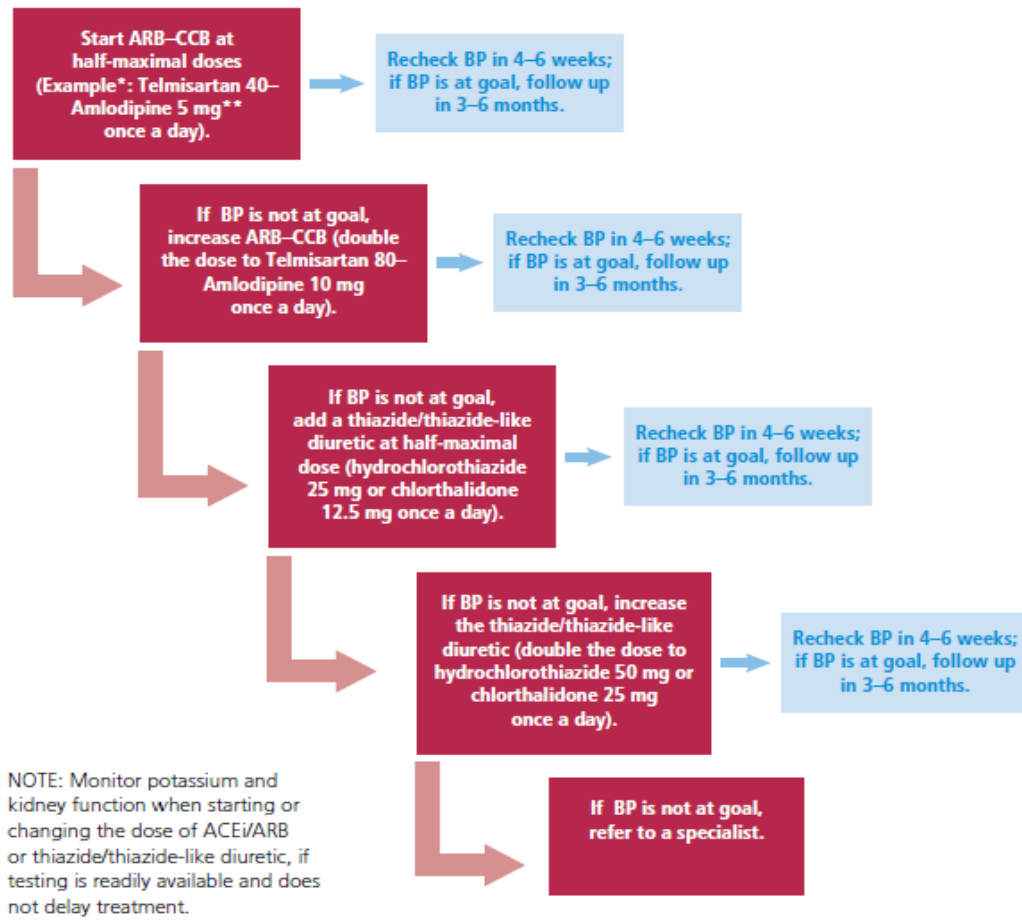 Start ARB–CCB at
half-maximal doses
(Example*: Telmisartan 40–
Amlodipine 5 mg**
once a day).
Recheck BP in 4–6 weeks;
if BP is at goal, follow up
in 3–6 months.
If BP is not at goal,
increase ARB–CCB (double
the dose to Telmisartan 80–
Amlodipine 10 mg
once a day).
Recheck BP in 4–6 weeks;
if BP is at goal, follow up
in 3–6 months.
If BP is not at goal,
add a thiazide/thiazide-like
diuretic at half-maximal
dose (hydrochlorothiazide
25 mg or chlorthalidone
12.5 mg once a day).
Recheck BP in 4–6 weeks;
if BP is at goal, follow up
in 3–6 months.
If BP is not at goal, increase
the thiazide/thiazide-like
diuretic (double the dose to
hydrochlorothiazide 50 mg or
chlorthalidone 25 mg
once a day).
Recheck BP in 4–6 weeks;
if BP is at goal, follow up
in 3–6 months.
If BP is not at goal,
refer to a specialist.
NOTE: Monitor potassium and
kidney function when starting or
changing the dose of ACEi/ARB
or thiazide/thiazide-like diuretic, if
testing is readily available and does
not delay treatment.